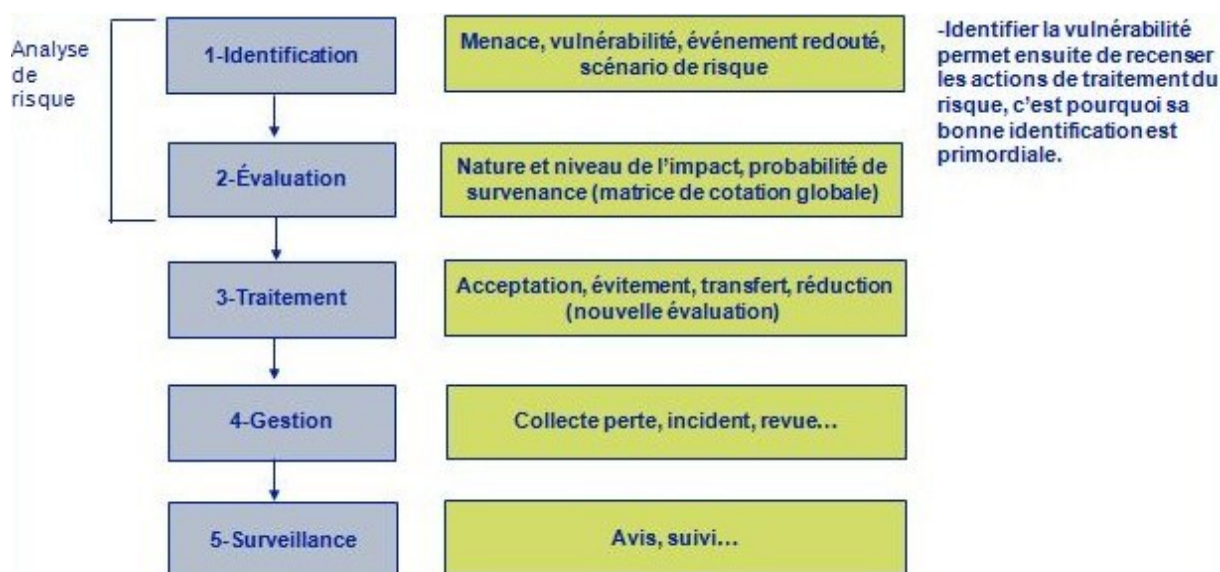 Analyse
de
risque
1-Identification
Menace, vulnérabilité, événement redouté,
scénario de risque
-Identifier la vulnérabilité
permet ensuite de recenser
les actions de traitement du
risque, c'est pourquoi sa
bonne identification est
primordiale.
2-Évaluation
Nature et niveau de l'impact, probabilité de
survenance (matrice de cotation globale)
3-Traitement
Acceptation, évitement, transfert, réduction
(nouvelle évaluation)
4-Gestion
Collecte perte, incident, revue…
5-Surveillance
Avis, suivi…